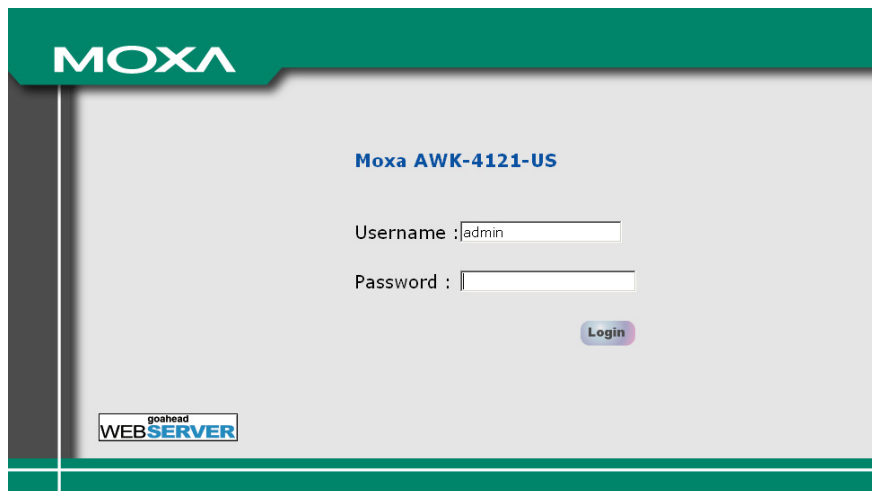 MOXA
Moxa AWK-4121-US
Username : admin
Password :
Login
goahead
WEBSERVER